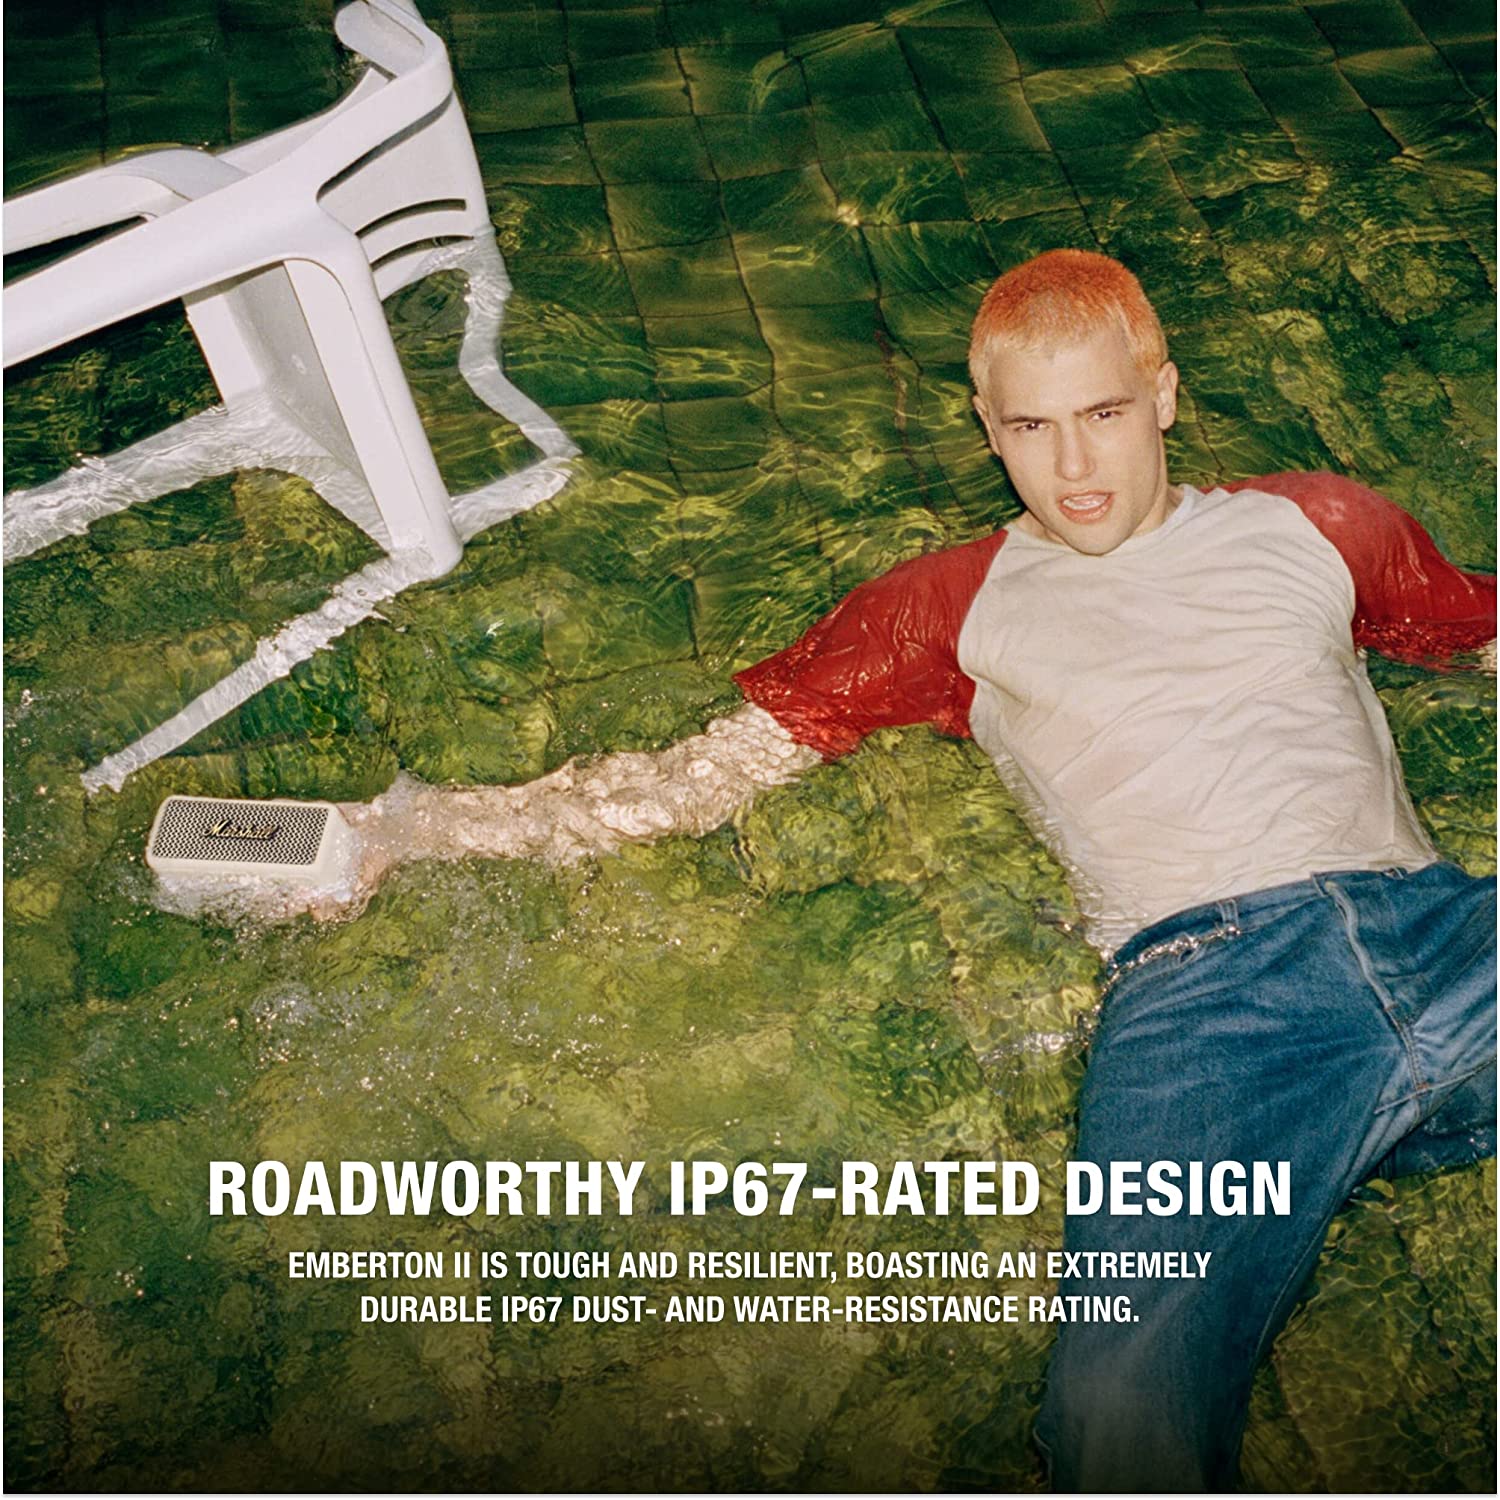 Marshall
ROADWORTHY IP67-RATED DESIGN
EMBERTON II IS TOUGH AND RESILIENT, BOASTING AN EXTREMELY
DURABLE IP67 DUST- AND WATER-RESISTANCE RATING.